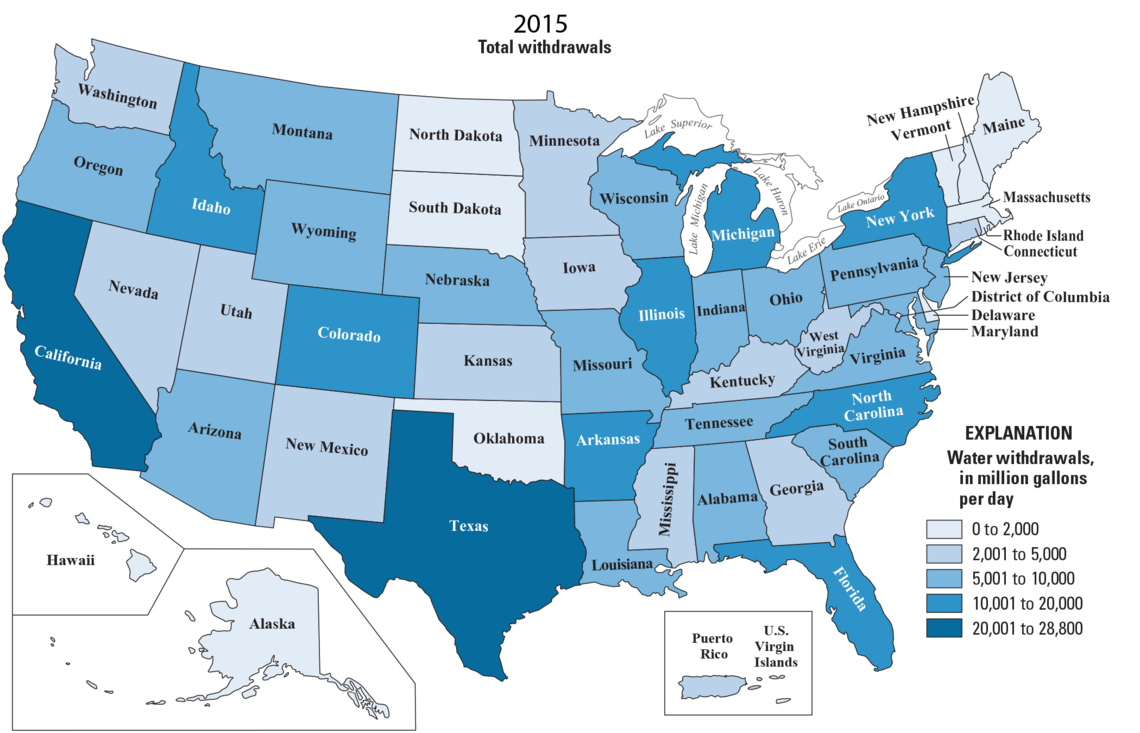 2015
Total withdrawals
Washington
Oregon
Idaho
Montana
Wyoming
North Dakota
South Dakota
Nebraska
Minnesota
Iowa
Wisconsin
Lake Superior
Lake Michigan
Lake Huron
Lake Erie
Lake Ontario
Michigan
New York
New Hampshire
Vermont
Maine
Massachusetts
Rhode Island
Connecticut
New Jersey
District of Columbia
Delaware
Maryland
Pennsylvania
California
Nevada
Utah
Colorado
Kansas
Missouri
Illinois
Indiana
Ohio
West
Virginia
Virginia
Kentucky
Tennessee
North
Carolina
South
Carolina
Arizona
New Mexico
Oklahoma
Arkansas
Texas
Louisiana
Mississippi
Alabama
Georgia
Florida
Hawaii
Alaska
Puerto
Rico
U.S.
Virgin
Islands
EXPLANATION
Water withdrawals,
in million gallons
per day
0 to 2,000
2,001 to 5,000
5,001 to 10,000
10,001 to 20,000
20,001 to 28,800